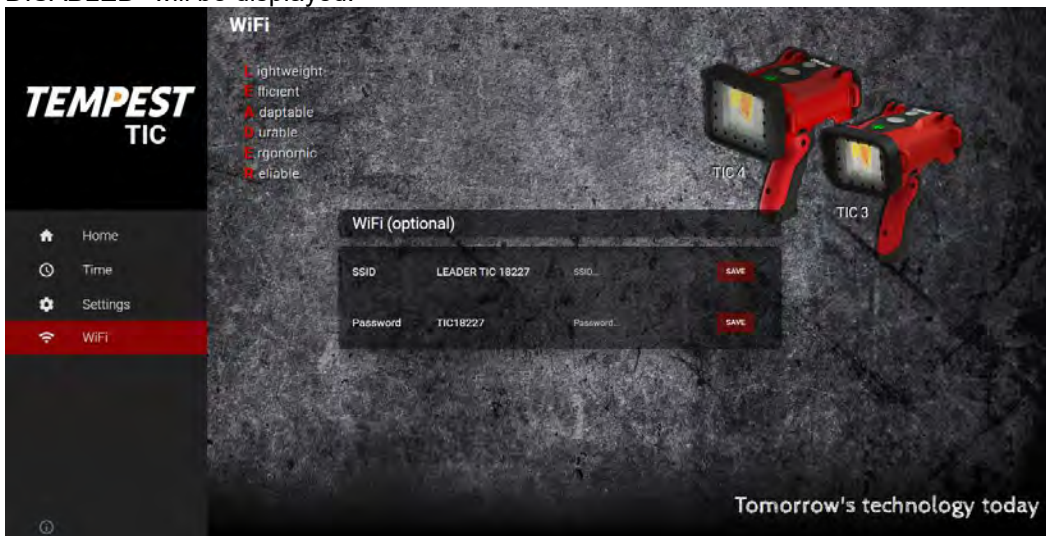 DISABLED" will be displayed.
WiFi
Lightweight
Efficient
Adaptable
Durable
Ergonomic
Reliable
TEMPEST
TIC
TIC 4
TIC 3
Home
Time
Settings
WiFi
WiFi (optional)
SSID LEADER TIC 18227 SSID... SAVE
Password TIC18227 Password... SAVE
Tomorrow's technology today